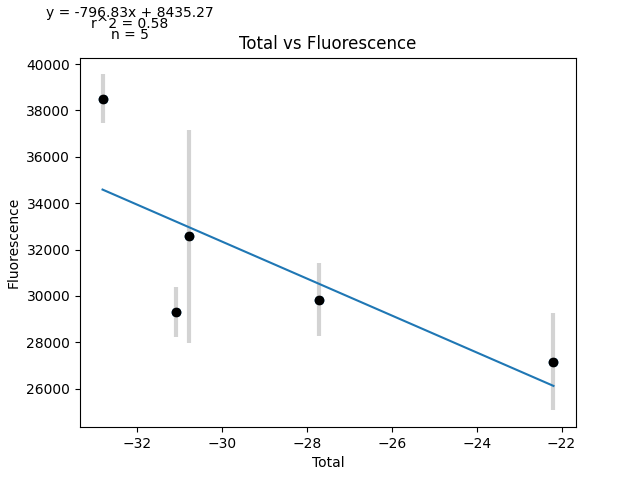 y = -796.83x + 8435.27
r^2 = 0.58
n = 5
Total vs Fluorescence
40000
38000
36000
34000
32000
30000
28000
26000
Fluorescence
−32
−30
−28
−26
−24
−22
Total